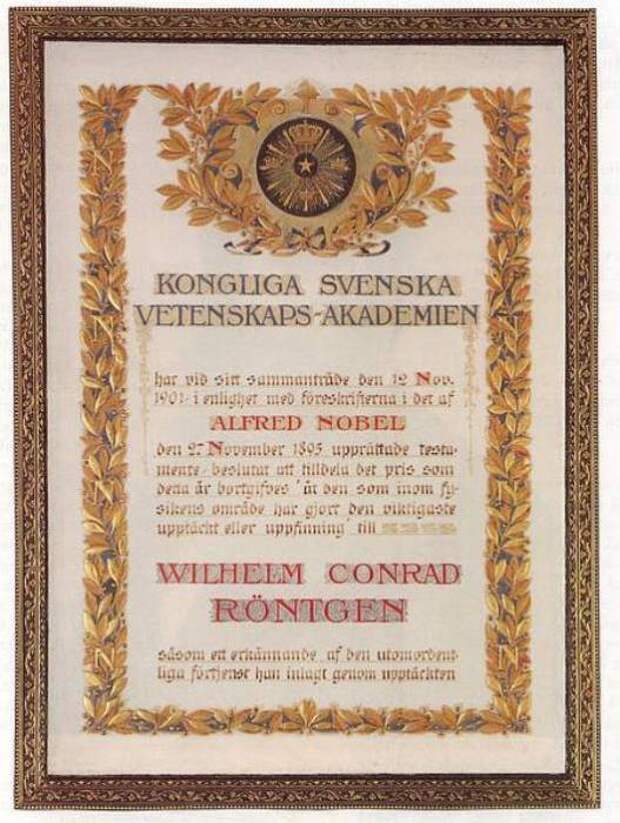 KONGLIGA SVENSKA
VETENSKAPS-AKADEMIEN
har vid sitt sammanträde den 12 Nov.
1901 i enlighet med föreskrifterna i det af
ALFRED NOBEL
den 27 November 1895 upprättade testa-
mente beslutat att tilldela det pris som
detta år bortgifves "åt den som inom fy-
sikens område har gjort den viktigaste
upptäckt eller uppfinning" till
WILHELM CONRAD
RÖNTGEN
såsom ett erkännande af den utomordent-
liga förtjenst han inlagt genom upptäckten